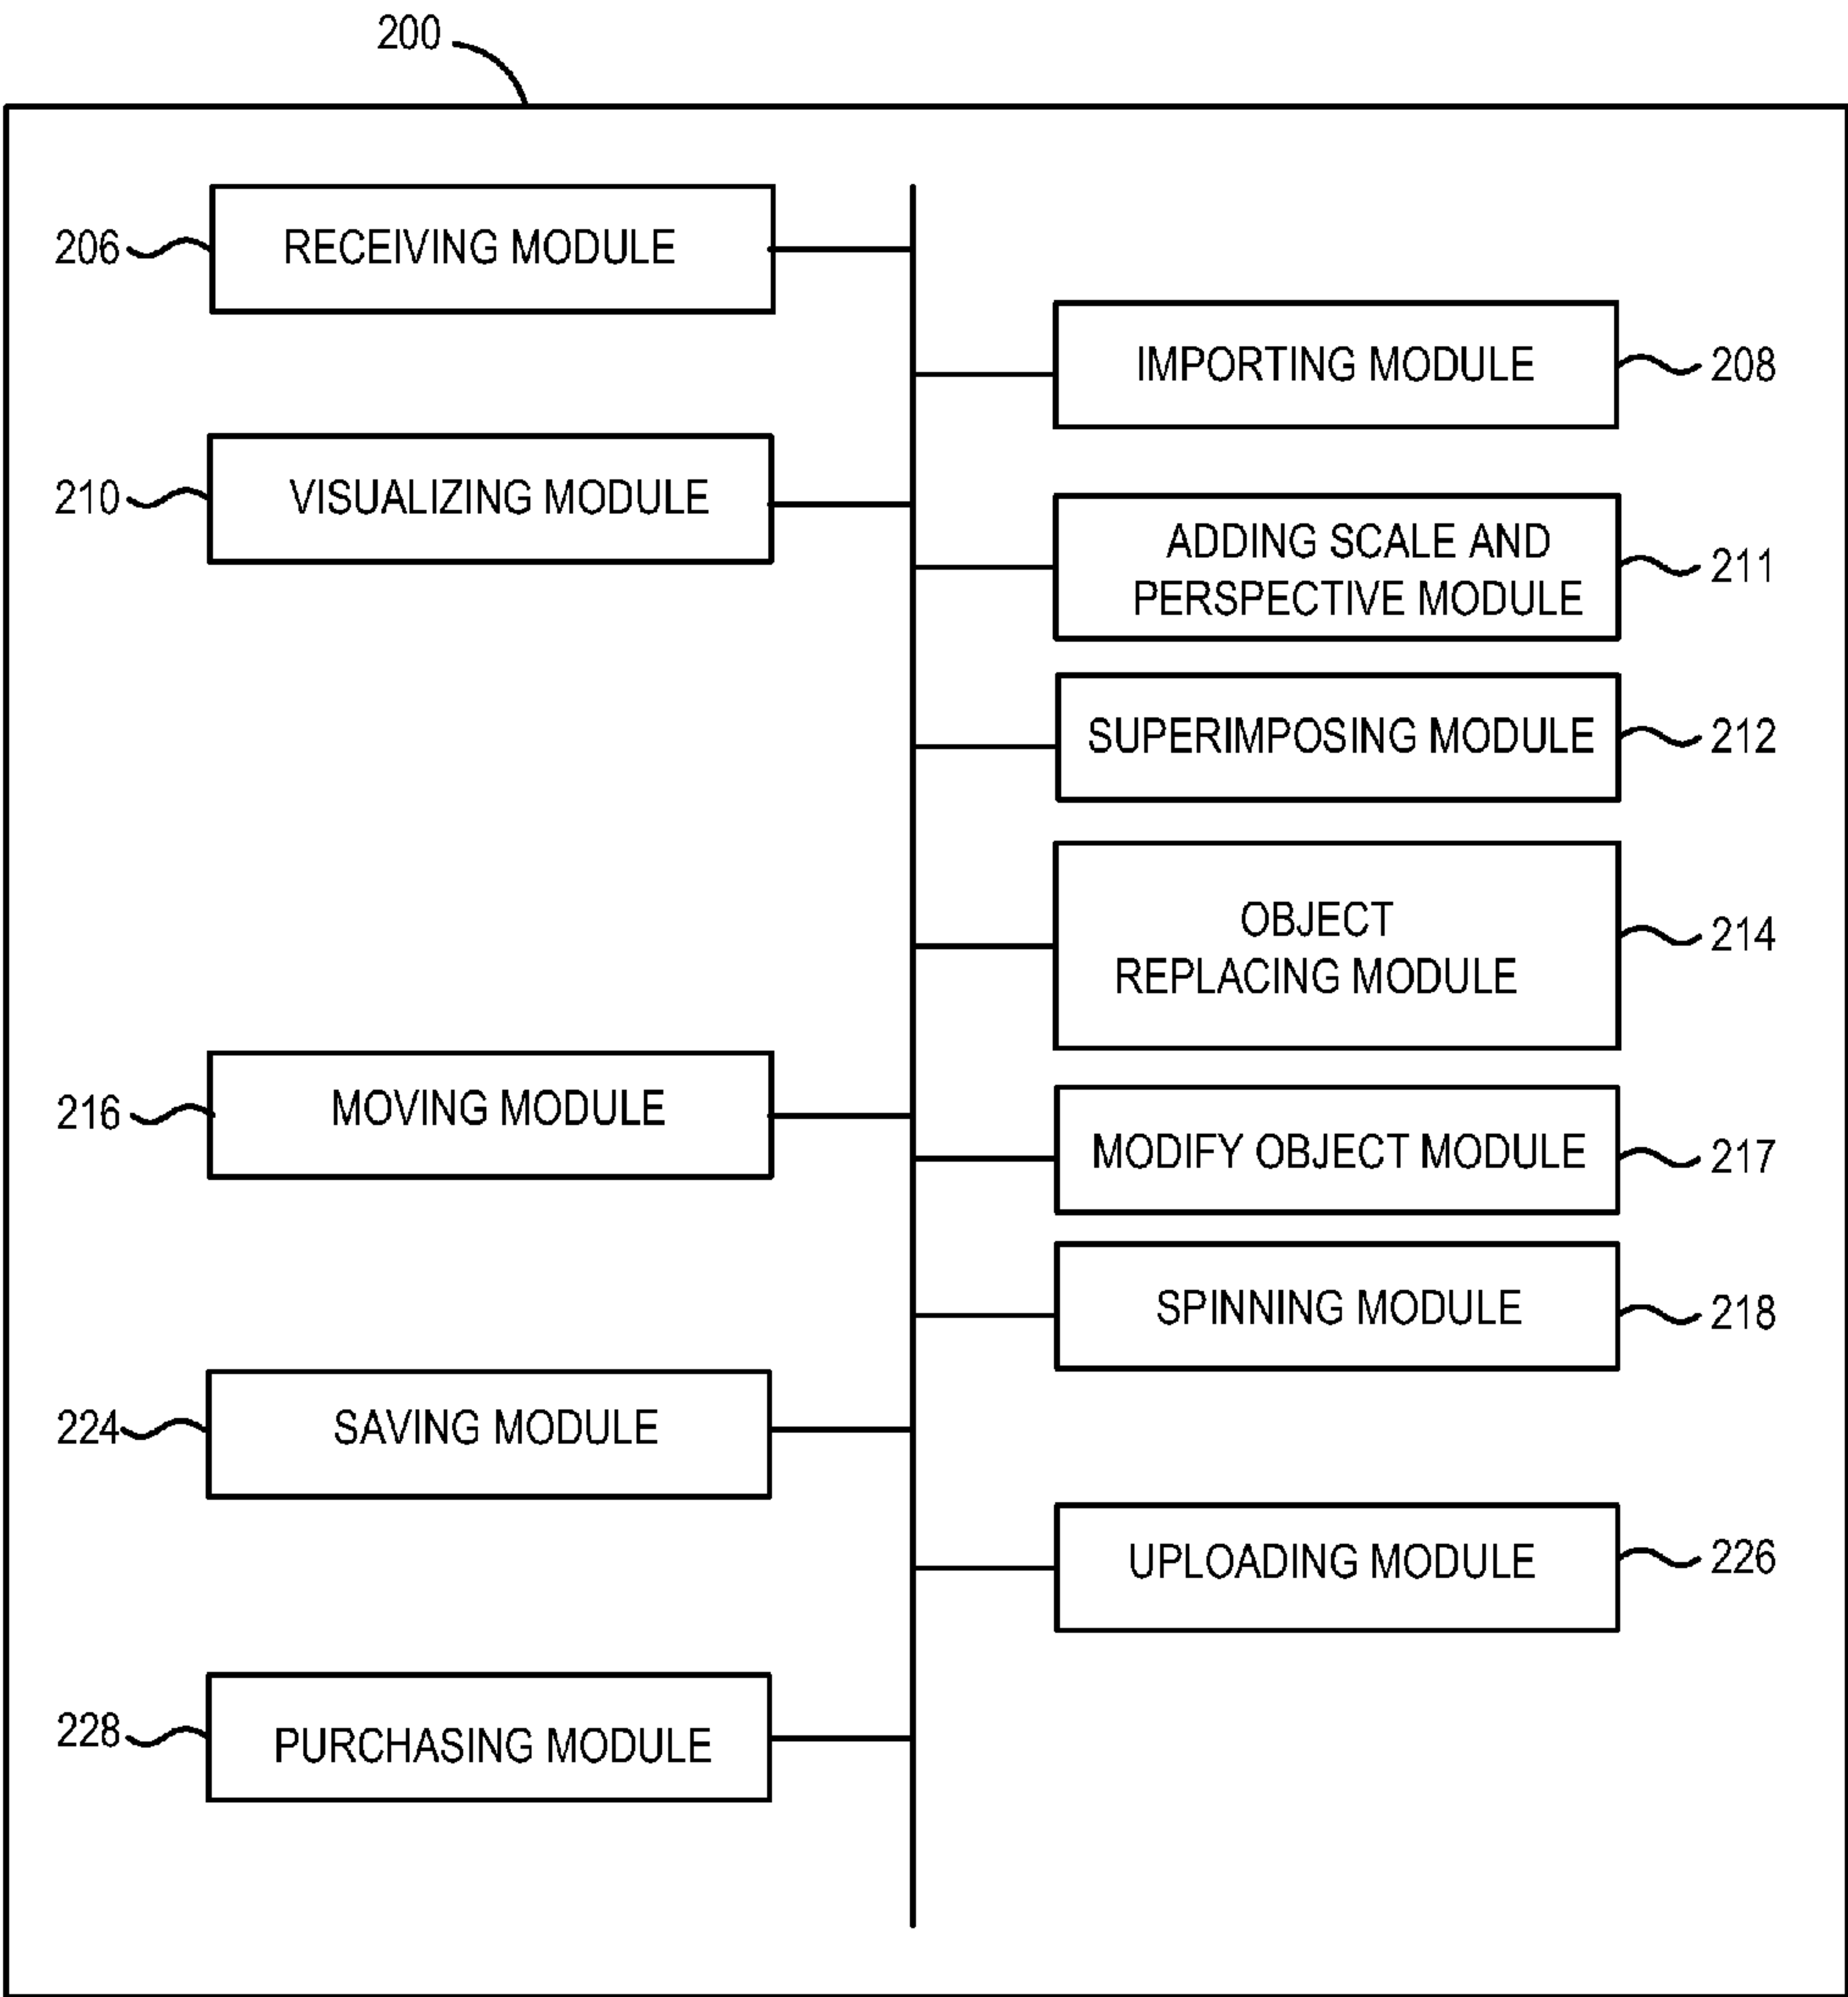 200
206
RECEIVING MODULE
IMPORTING MODULE
208
210
VISUALIZING MODULE
ADDING SCALE AND
PERSPECTIVE MODULE
211
SUPERIMPOSING MODULE
212
OBJECT
REPLACING MODULE
214
216
MOVING MODULE
MODIFY OBJECT MODULE
217
SPINNING MODULE
218
224
SAVING MODULE
UPLOADING MODULE
226
228
PURCHASING MODULE